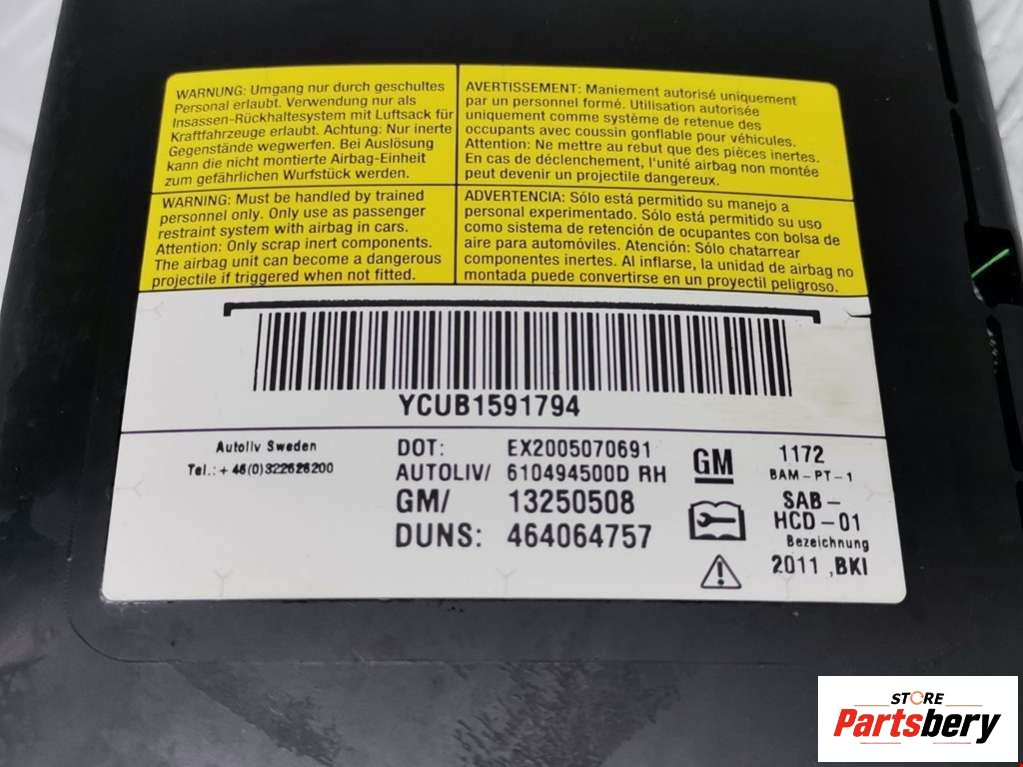 WARNUNG: Umgang nur durch geschultes
Personal erlaubt. Verwendung nur als
Insassen-Rückhaltesystem mit Luftsack für
Kraftfahrzeuge erlaubt. Achtung: Nur inerte
Gegenstände wegwerfen. Bei Auslösung
kann die nicht montierte Airbag-Einheit
zum gefährlichen Wurfstück werden.
AVERTISSEMENT: Maniement autorisé uniquement
par un personnel formé. Utilisation autorisée
uniquement comme système de retenue des
occupants avec coussin gonflable pour véhicules.
Attention: Ne mettre au rebut que des pièces inertes.
En cas de déclenchement, l'unité airbag non montée
peut devenir un projectile dangereux.
WARNING: Must be handled by trained
personnel only. Only use as passenger
restraint system with airbag in cars.
Attention: Only scrap inert components.
The airbag unit can become a dangerous
projectile if triggered when not fitted.
ADVERTENCIA: Sólo está permitido su manejo a
personal experimentado. Sólo está permitido su uso
como sistema de retención de ocupantes con bolsa de
aire para automóviles. Atención: Sólo chatarrear
componentes inertes. Al inflarse, la unidad de airbag no
montada puede convertirse en un proyectil peligroso.
YCUB1591794
Autoliv Sweden
Tel.: + 46(0)322626200
DOT: EX2005070691
AUTOLIV/ 610494500D RH
GM/ 13250508
DUNS: 464064757
GM
1172
BAM-PT-1
SAB-
HCD-01
Bezeichnung
2011 ,BKI
STORE
Partsbery